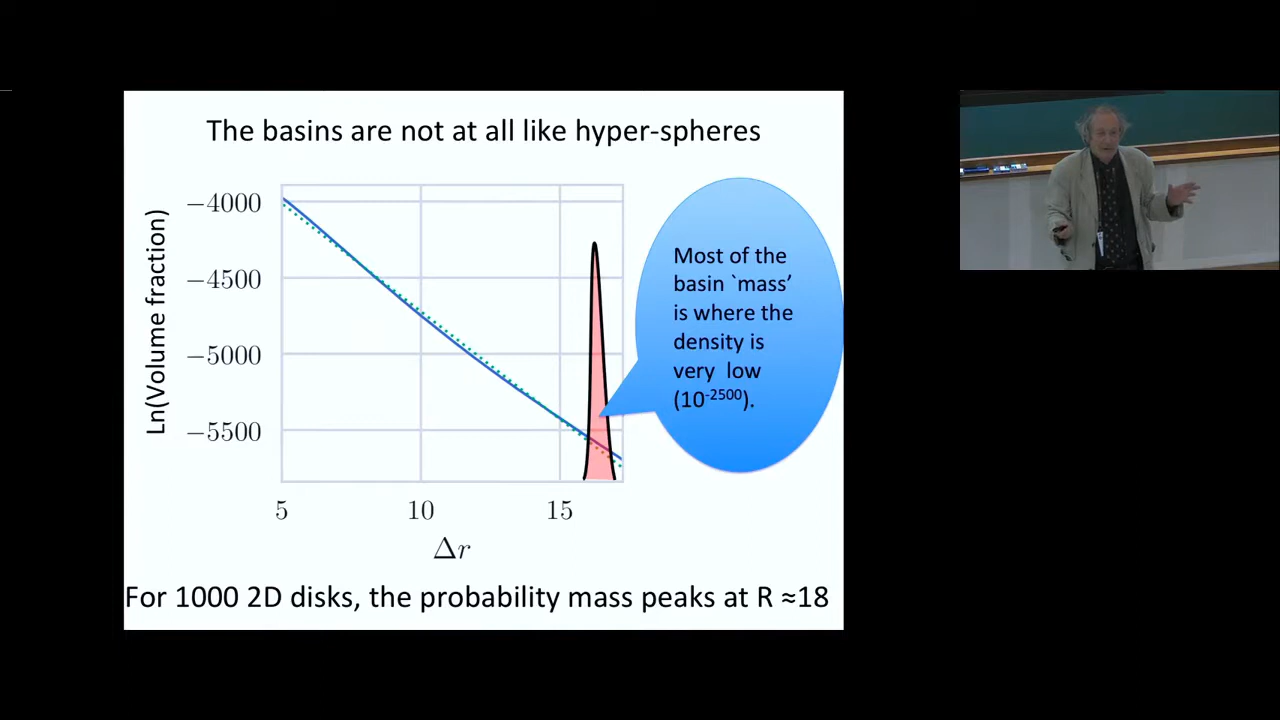 The basins are not at all like hyper-spheres
Ln(Volume fraction)
−4000
−4500
−5000
−5500
5 10 15
Δr
Most of the
basin `mass’
is where the
density is
very low
(10⁻²⁵⁰⁰).
For 1000 2D disks, the probability mass peaks at R ≈18